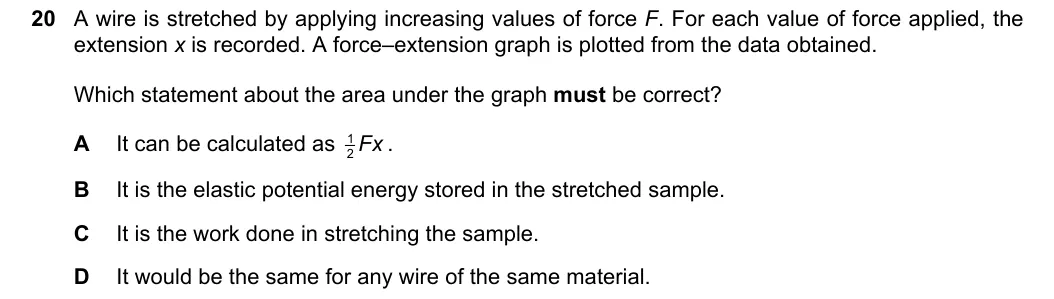 20 A wire is stretched by applying increasing values of force F. For each value of force applied, the
extension x is recorded. A force–extension graph is plotted from the data obtained.
Which statement about the area under the graph must be correct?
A It can be calculated as ½Fx.
B It is the elastic potential energy stored in the stretched sample.
C It is the work done in stretching the sample.
D It would be the same for any wire of the same material.